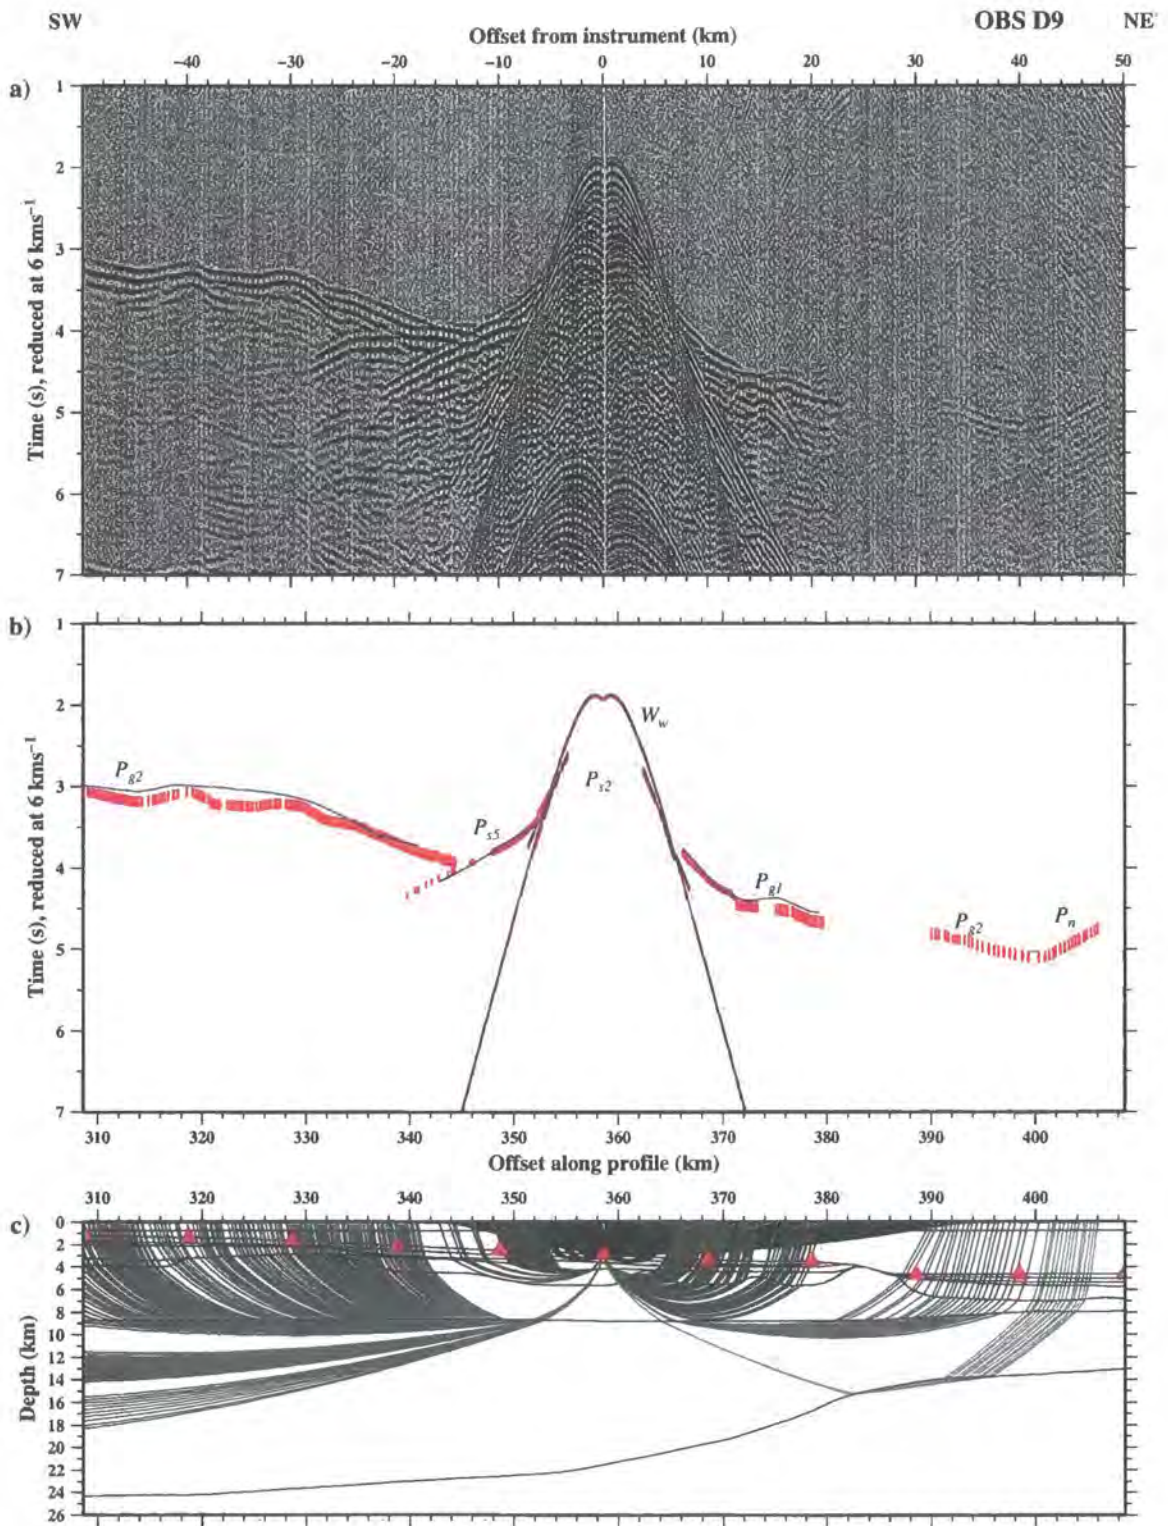 SW OBS D9 NE
Offset from instrument (km)
−40 −30 −20 −10 0 10 20 30 40 50
a)
1
2
3
4
5
6
7
Time (s), reduced at 6 kms⁻¹
b)
1
2
3
4
5
6
7
Time (s), reduced at 6 kms⁻¹
Pg2
Ps5
Ps2
Ww
Pg1
Pg2
Pn
310 320 330 340 350 360 370 380 390 400
Offset along profile (km)
310 320 330 340 350 360 370 380 390 400
c)
0
2
4
6
8
10
12
14
16
18
20
22
24
26
Depth (km)